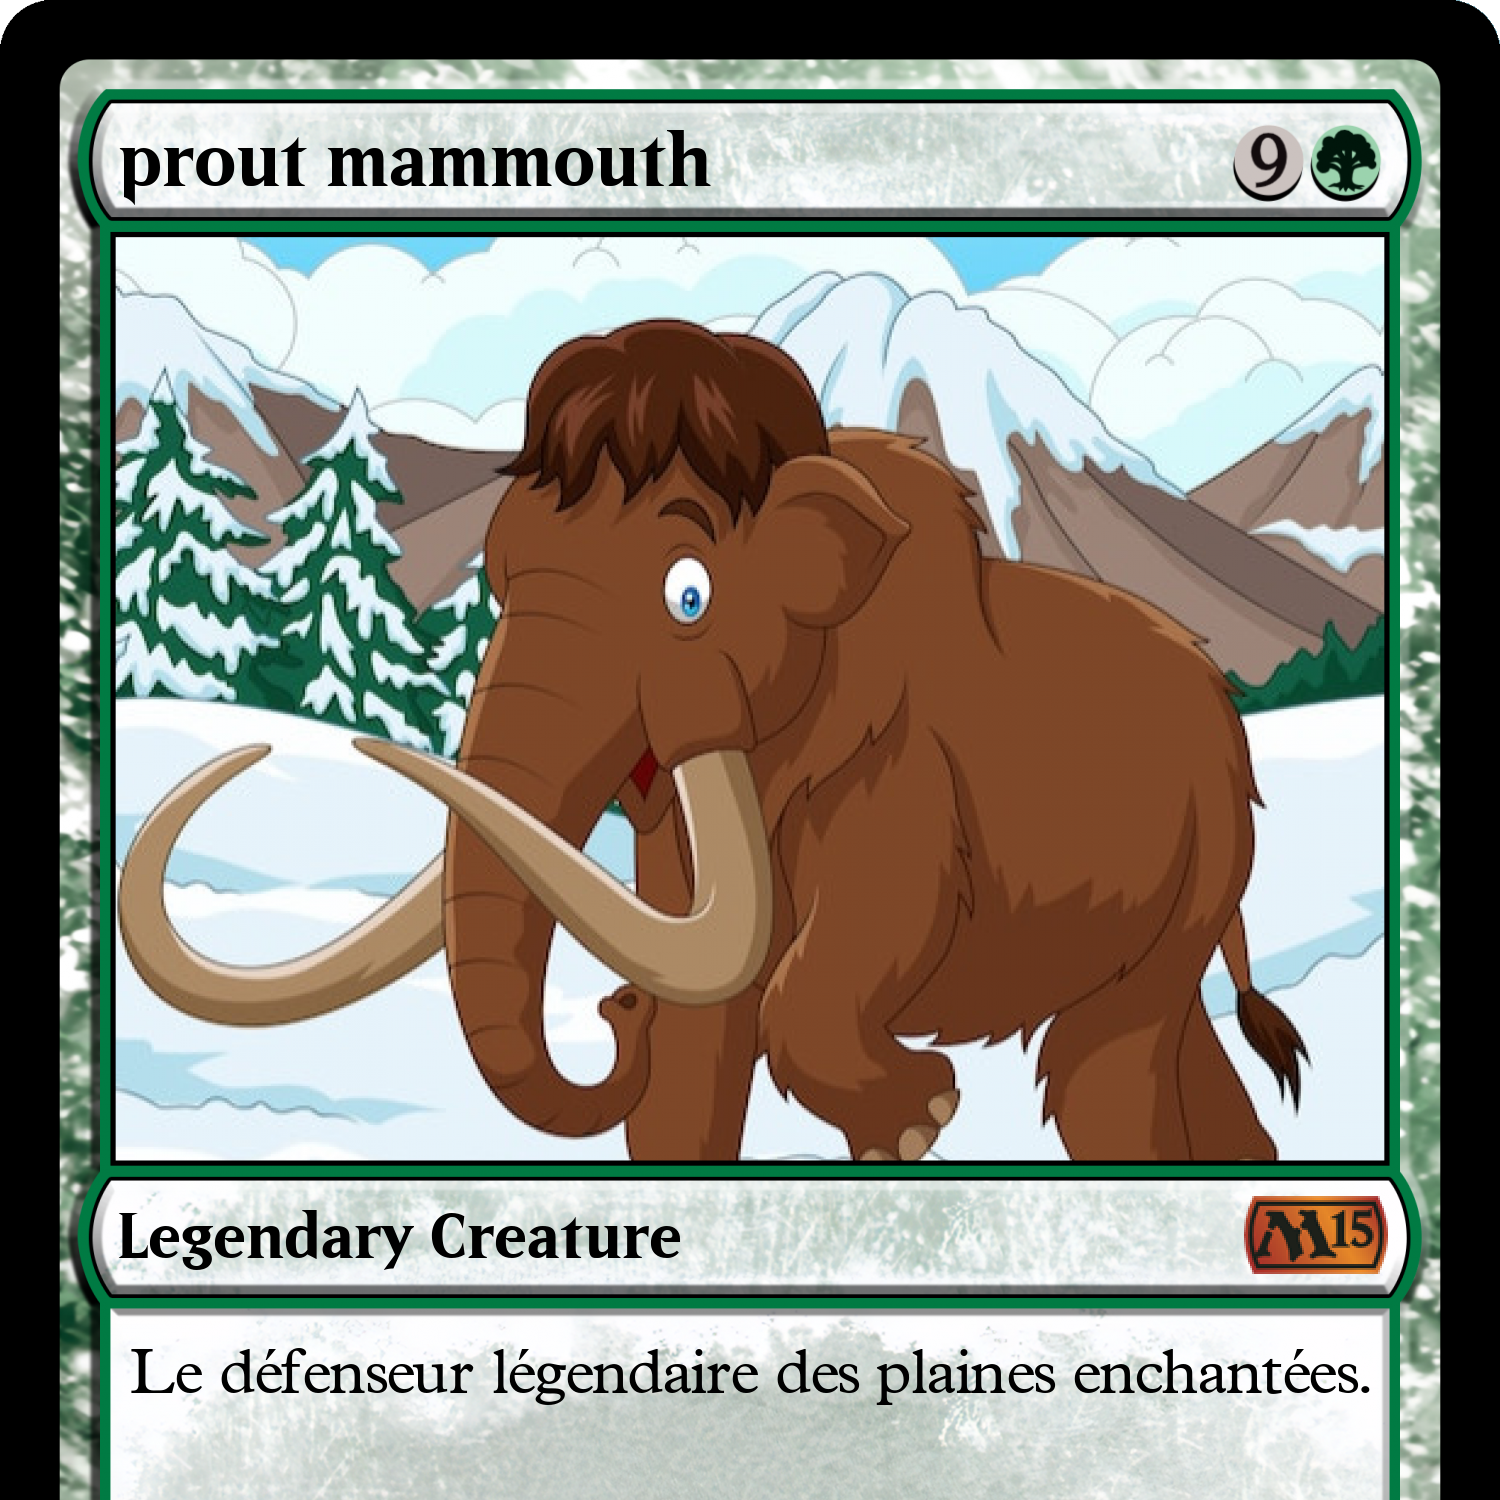 prout mammouth 9
Legendary Creature M15
Le défenseur légendaire des plaines enchantées.